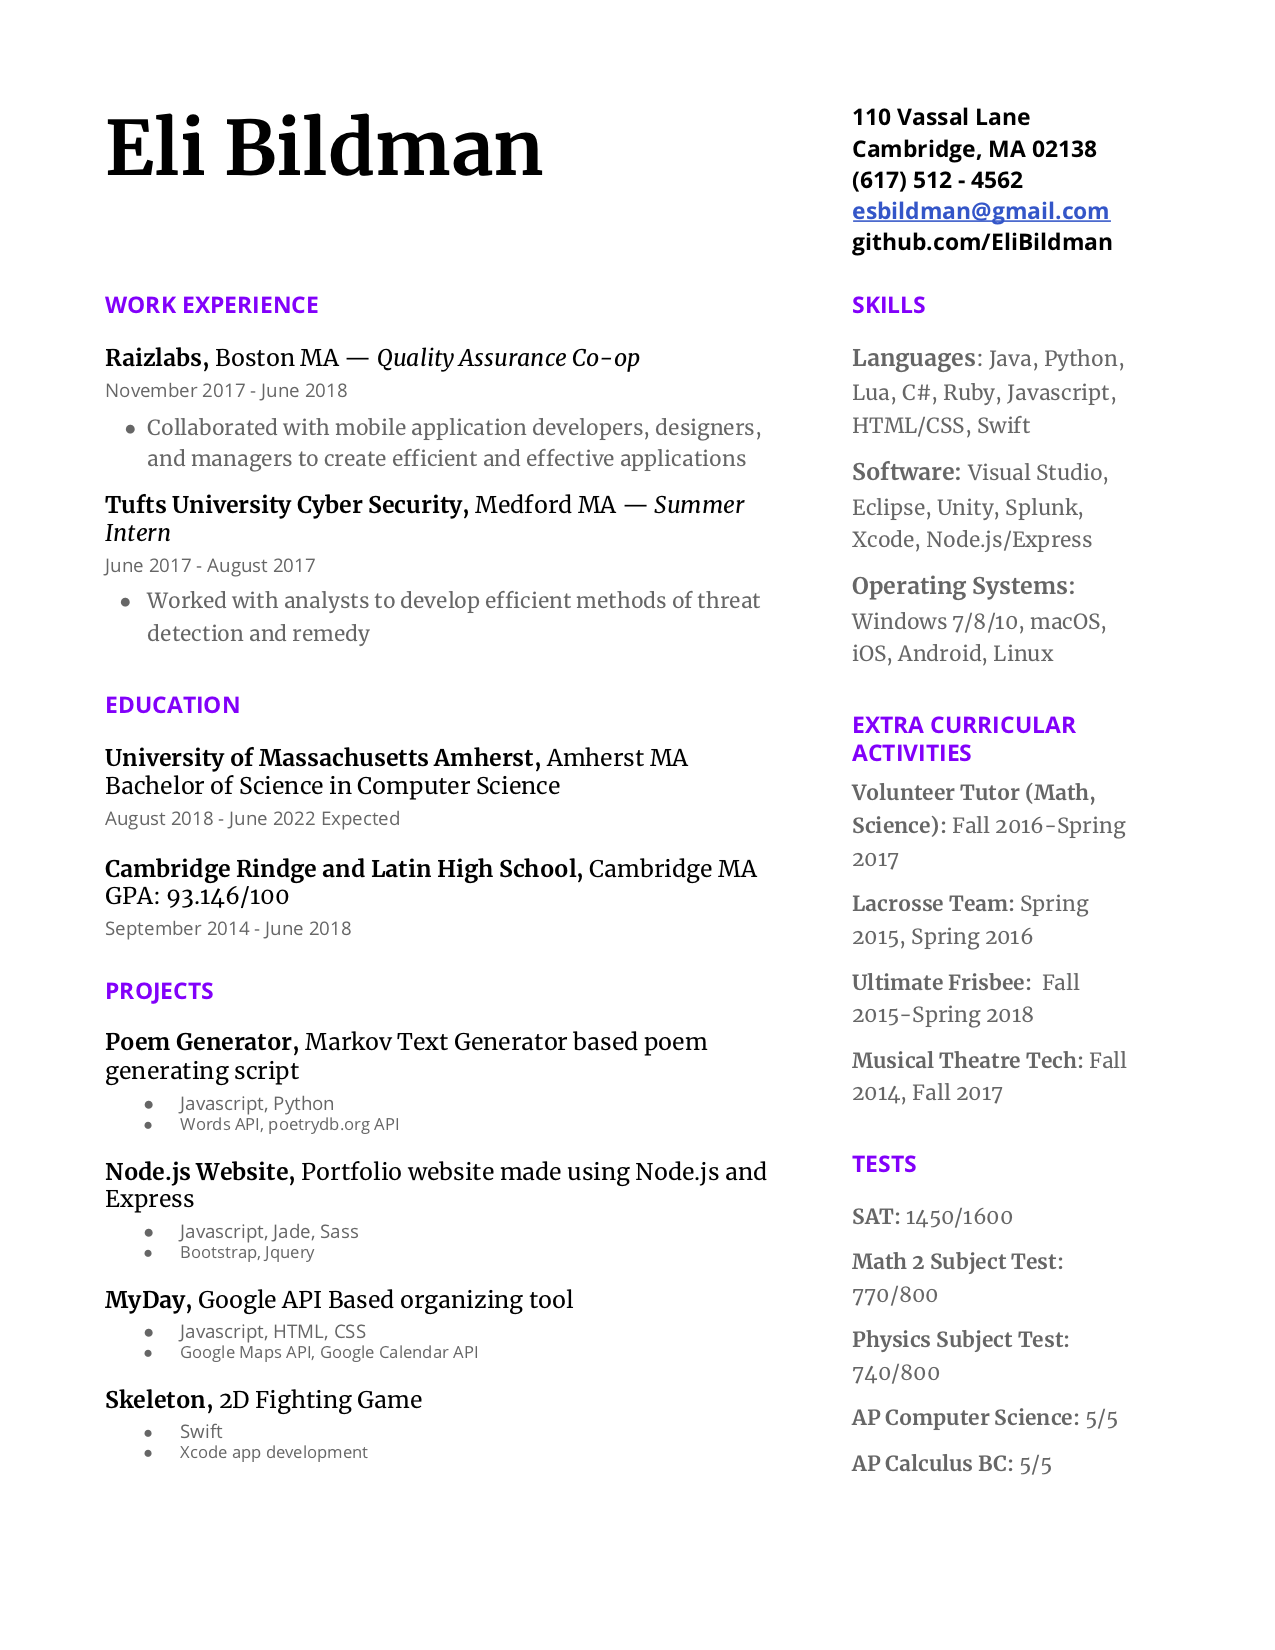 Eli Bildman
110 Vassal Lane
Cambridge, MA 02138
(617) 512 - 4562
esbildman@gmail.com
github.com/EliBildman
WORK EXPERIENCE
Raizlabs, Boston MA — Quality Assurance Co-op
November 2017 - June 2018
● Collaborated with mobile application developers, designers,
and managers to create efficient and effective applications
Tufts University Cyber Security, Medford MA — Summer
Intern
June 2017 - August 2017
● Worked with analysts to develop efficient methods of threat
detection and remedy
EDUCATION
University of Massachusetts Amherst, Amherst MA
Bachelor of Science in Computer Science
August 2018 - June 2022 Expected
Cambridge Rindge and Latin High School, Cambridge MA
GPA: 93.146/100
September 2014 - June 2018
PROJECTS
Poem Generator, Markov Text Generator based poem
generating script
● Javascript, Python
● Words API, poetrydb.org API
Node.js Website, Portfolio website made using Node.js and
Express
● Javascript, Jade, Sass
● Bootstrap, Jquery
MyDay, Google API Based organizing tool
● Javascript, HTML, CSS
● Google Maps API, Google Calendar API
Skeleton, 2D Fighting Game
● Swift
● Xcode app development
SKILLS
Languages: Java, Python,
Lua, C#, Ruby, Javascript,
HTML/CSS, Swift
Software: Visual Studio,
Eclipse, Unity, Splunk,
Xcode, Node.js/Express
Operating Systems:
Windows 7/8/10, macOS,
iOS, Android, Linux
EXTRA CURRICULAR
ACTIVITIES
Volunteer Tutor (Math,
Science): Fall 2016-Spring
2017
Lacrosse Team: Spring
2015, Spring 2016
Ultimate Frisbee: Fall
2015-Spring 2018
Musical Theatre Tech: Fall
2014, Fall 2017
TESTS
SAT: 1450/1600
Math 2 Subject Test:
770/800
Physics Subject Test:
740/800
AP Computer Science: 5/5
AP Calculus BC: 5/5